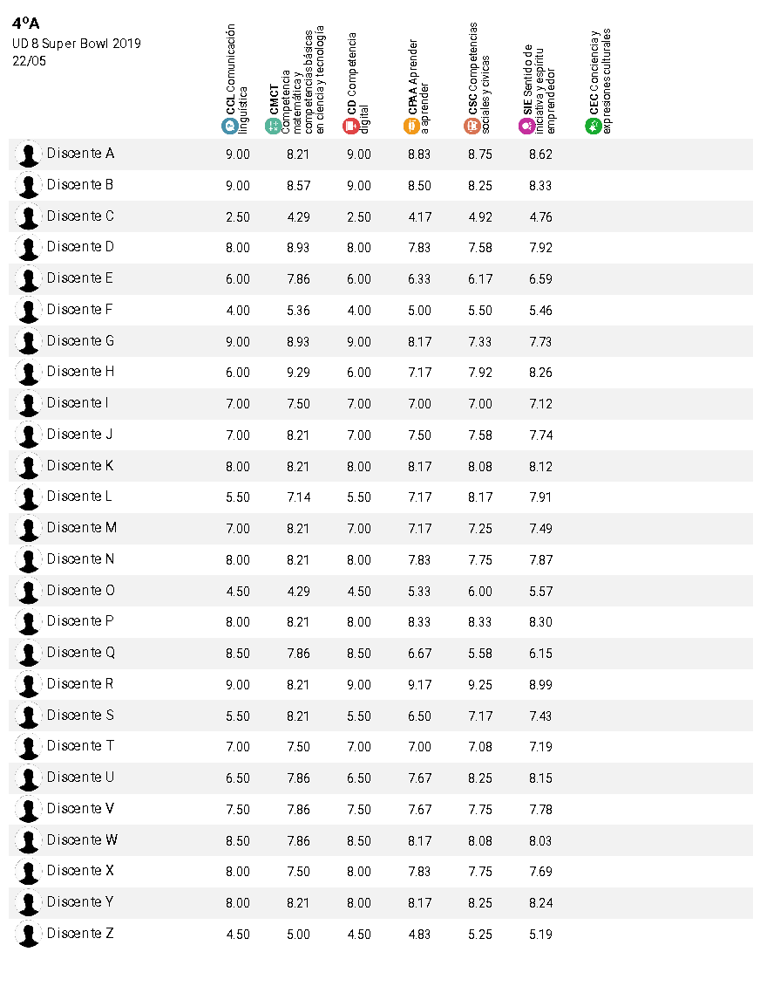 4ºA
UD 8 Super Bowl 2019
22/05
CCL Comunicación
lingüística
CMCT
Competencia
matemática y
competencias básicas
en ciencia y tecnología
CD Competencia
digital
CPAA Aprender
a aprender
CSC Competencias
sociales y cívicas
SIE Sentido de
iniciativa y espíritu
emprendedor
CEC Conciencia y
expresiones culturales
Discente A 9.00 8.21 9.00 8.83 8.75 8.62
Discente B 9.00 8.57 9.00 8.50 8.25 8.33
Discente C 2.50 4.29 2.50 4.17 4.92 4.76
Discente D 8.00 8.93 8.00 7.83 7.58 7.92
Discente E 6.00 7.86 6.00 6.33 6.17 6.59
Discente F 4.00 5.36 4.00 5.00 5.50 5.46
Discente G 9.00 8.93 9.00 8.17 7.33 7.73
Discente H 6.00 9.29 6.00 7.17 7.92 8.26
Discente I 7.00 7.50 7.00 7.00 7.00 7.12
Discente J 7.00 8.21 7.00 7.50 7.58 7.74
Discente K 8.00 8.21 8.00 8.17 8.08 8.12
Discente L 5.50 7.14 5.50 7.17 8.17 7.91
Discente M 7.00 8.21 7.00 7.17 7.25 7.49
Discente N 8.00 8.21 8.00 7.83 7.75 7.87
Discente O 4.50 4.29 4.50 5.33 6.00 5.57
Discente P 8.00 8.21 8.00 8.33 8.33 8.30
Discente Q 8.50 7.86 8.50 6.67 5.58 6.15
Discente R 9.00 8.21 9.00 9.17 9.25 8.99
Discente S 5.50 8.21 5.50 6.50 7.17 7.43
Discente T 7.00 7.50 7.00 7.00 7.08 7.19
Discente U 6.50 7.86 6.50 7.67 8.25 8.15
Discente V 7.50 7.86 7.50 7.67 7.75 7.78
Discente W 8.50 7.86 8.50 8.17 8.08 8.03
Discente X 8.00 7.50 8.00 7.83 7.75 7.69
Discente Y 8.00 8.21 8.00 8.17 8.25 8.24
Discente Z 4.50 5.00 4.50 4.83 5.25 5.19